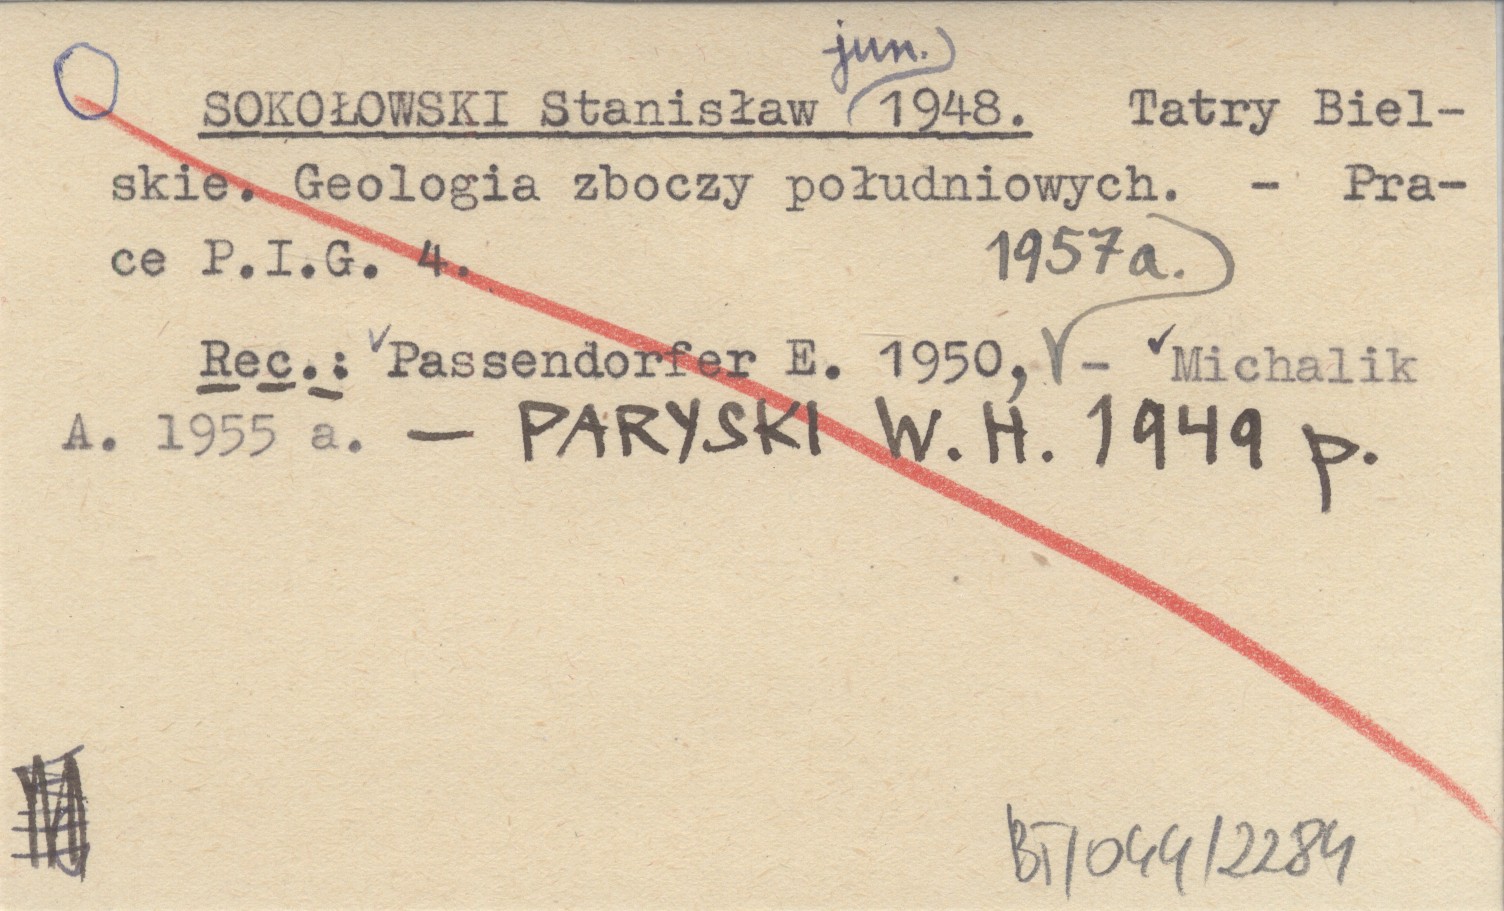 SOKOŁOWSKI Stanisław jun. 1948. Tatry Biel-
skie. Geologia zboczy południowych. - Pra-
ce P.I.G. 4.
Rec.: Passendorfer E. 1950, 1957a. - Michalik
A. 1955 a. — PARYSKI W. H. 1949 p.
BT/044/2284